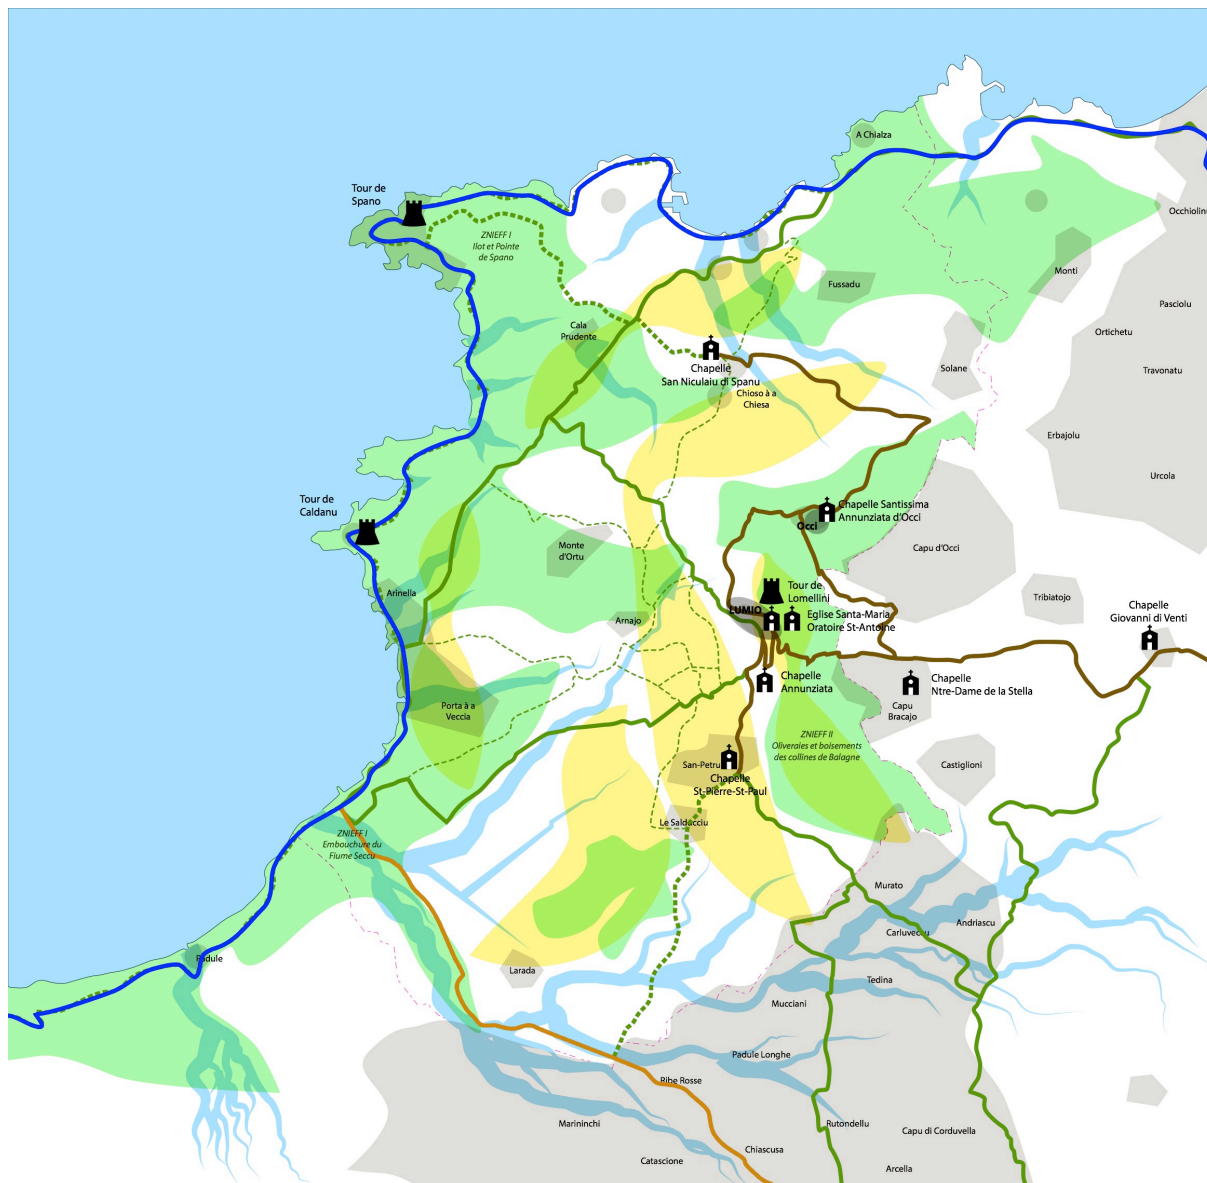 A Chialza
Tour de
Spano
Occhiolinu
ZNIEFF I
Ilot et Pointe
de Spano
Monti
Fussadu
Pasciolu
Cala
Prudente
Ortichetu
Chapelle
San Niculaiu di Spanu
Solane
Travonatu
Chioso à a
Chiesa
Erbajolu
Urcola
Tour de
Caldanu
Chapelle Santissima
Annunziata d'Occi
Occi
Monte
d'Ortu
Capu d'Occi
Arinella
Tour de
Lomellini
Tribiatojo
Chapelle
Giovanni di Venti
LUMIO
Arnajo
Eglise Santa-Maria
Oratoire St-Antoine
Chapelle
Annunziata
Chapelle
Ntre-Dame de la Stella
Porta à a
Veccia
Capu
Bracajo
ZNIEFF II
Oliveraies et boisements
des collines de Balagne
San-Petru
Castiglioni
Chapelle
St-Pierre-St-Paul
Le Salducciu
ZNIEFF I
Embouchure du
Fiume Seccu
Murato
Andriascu
Carluvecu
Padule
Larada
Tedina
Mucciani
Padule Longhe
Ribe Rosse
Marininchi
Rutondellu
Capu di Corduvella
Chiascusa
Catascione
Arcella